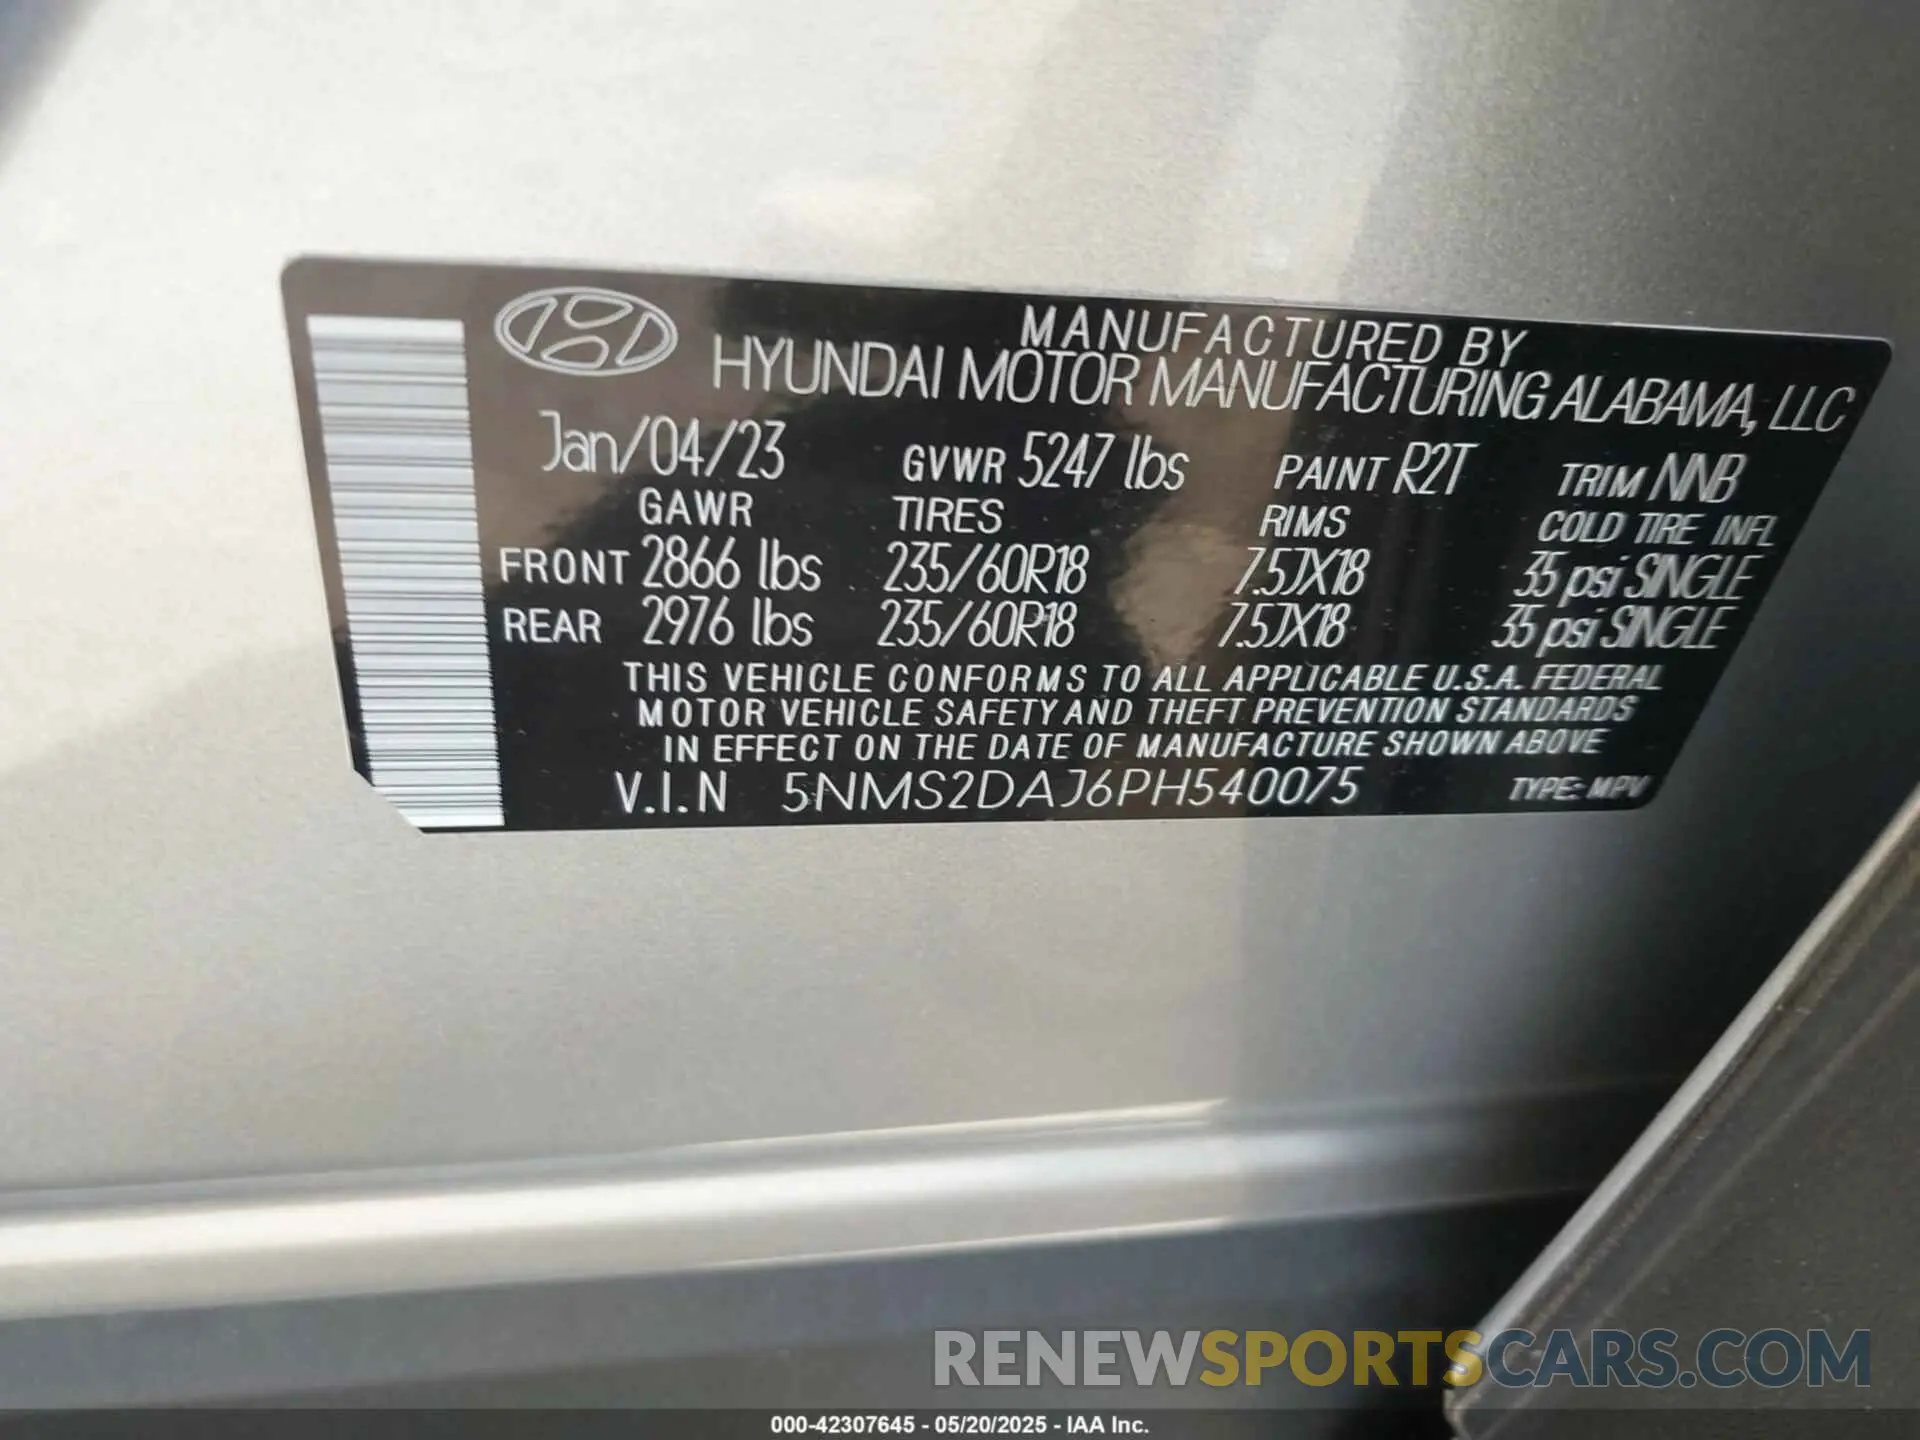 MANUFACTURED BY
HYUNDAI MOTOR MANUFACTURING ALABAMA, LLC
Jan/04/23 GVWR 5247 lbs PAINT R2T TRIM NNB
GAWR TIRES RIMS COLD TIRE INFL
FRONT 2866 lbs 235/60R18 7.5JX18 35 psi SINGLE
REAR 2976 lbs 235/60R18 7.5JX18 35 psi SINGLE
THIS VEHICLE CONFORMS TO ALL APPLICABLE U.S.A. FEDERAL
MOTOR VEHICLE SAFETY AND THEFT PREVENTION STANDARDS
IN EFFECT ON THE DATE OF MANUFACTURE SHOWN ABOVE
V.I.N 5NMS2DAJ6PH540075 TYPE: MPV
RENEWSPORTSCARS.COM
000-42307645 - 05/20/2025 - IAA Inc.